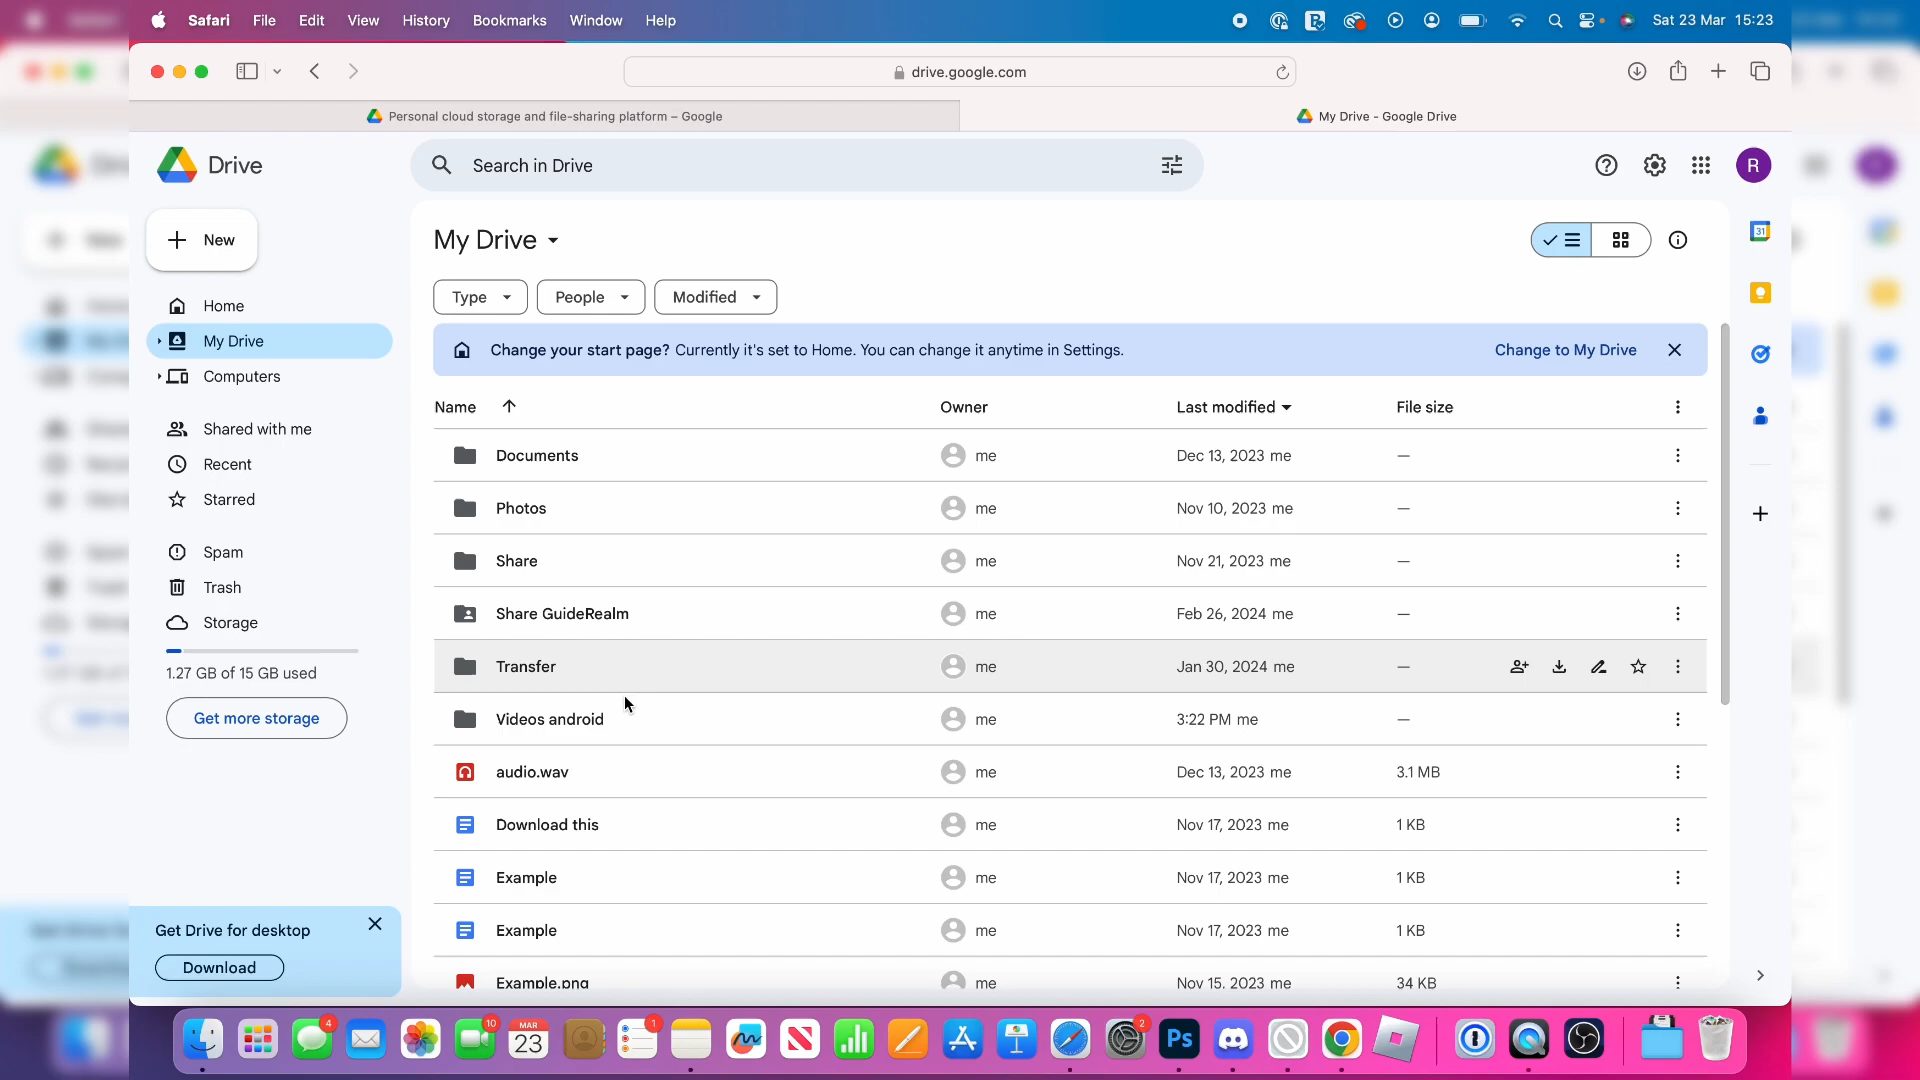 Safari File Edit View History Bookmarks Window Help Sat 23 Mar 15:23
drive.google.com
Personal cloud storage and file-sharing platform – Google
My Drive - Google Drive
Drive
Search in Drive
R
New
My Drive
31
Home
Type People Modified
My Drive
Change your start page? Currently it's set to Home. You can change it anytime in Settings. Change to My Drive
Computers
Name Owner Last modified File size
Shared with me
Recent
Starred
Spam
Trash
Storage
1.27 GB of 15 GB used
Get more storage
Documents me Dec 13, 2023 me —
Photos me Nov 10, 2023 me —
Share me Nov 21, 2023 me —
Share GuideRealm me Feb 26, 2024 me —
Transfer me Jan 30, 2024 me —
Videos android me 3:22 PM me —
audio.wav me Dec 13, 2023 me 3.1 MB
Download this me Nov 17, 2023 me 1 KB
Example me Nov 17, 2023 me 1 KB
Example me Nov 17, 2023 me 1 KB
Example.png me Nov 15, 2023 me 34 KB
Get Drive for desktop
Download
4 10 MAR 23 1 2 Ps